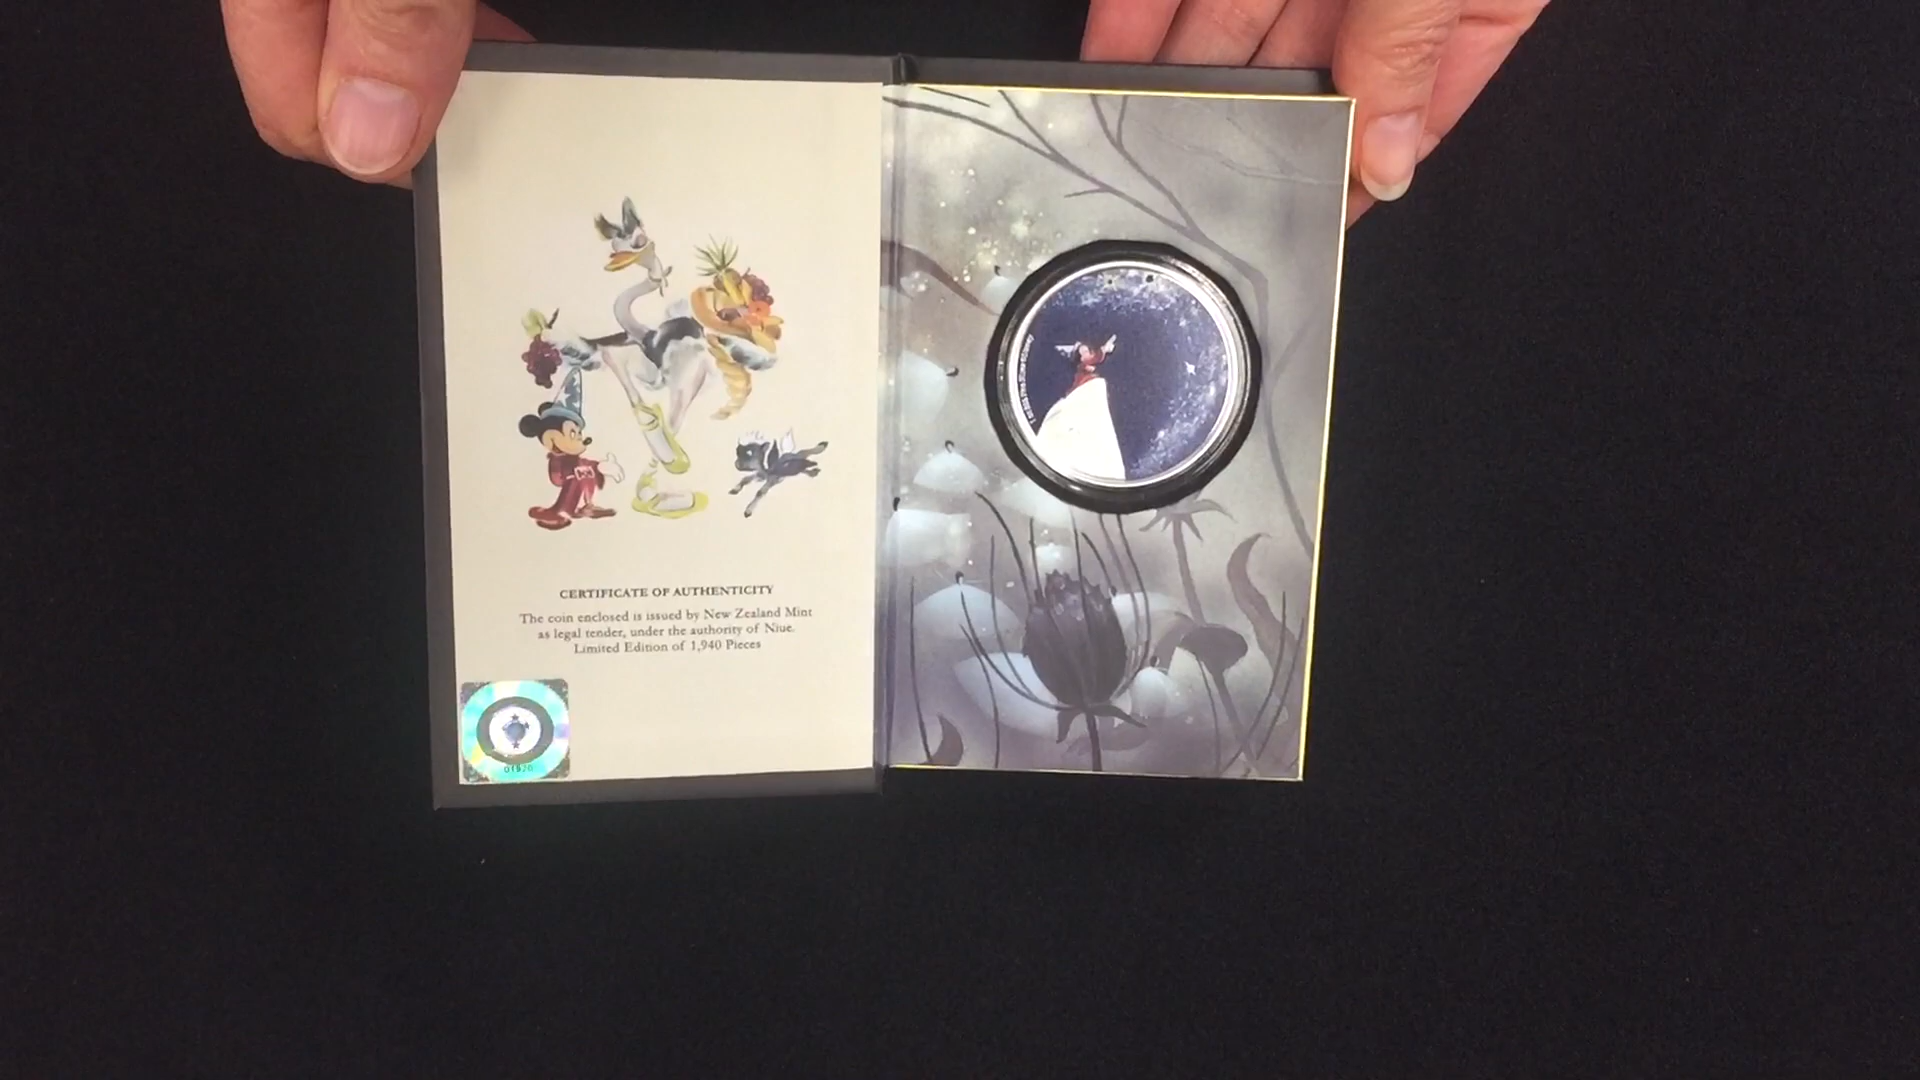 CERTIFICATE OF AUTHENTICITY
The coin enclosed is issued by New Zealand Mint
as legal tender, under the authority of Niue.
Limited Edition of 1,940 Pieces